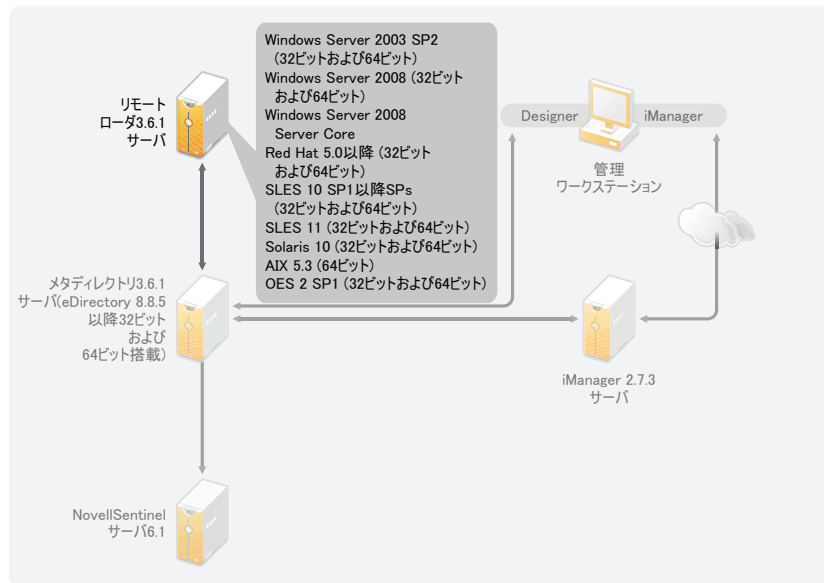 Windows Server 2003 SP2
(32ビットおよび64ビット)
Windows Server 2008 (32ビット
および64ビット)
Windows Server 2008
Server Core
Red Hat 5.0以降 (32ビット
および64ビット)
SLES 10 SP1以降SPs
(32ビットおよび64ビット)
SLES 11 (32ビットおよび64ビット)
Solaris 10 (32ビットおよび64ビット)
AIX 5.3 (64ビット)
OES 2 SP1 (32ビットおよび64ビット)
リモート
ローダ3.6.1
サーバ
Designer
iManager
管理
ワークステーション
メタディレクトリ3.6.1
サーバ(eDirectory 8.8.5
以降32ビット
および
64ビット搭載)
iManager 2.7.3
サーバ
NovellSentinel
サーバ6.1